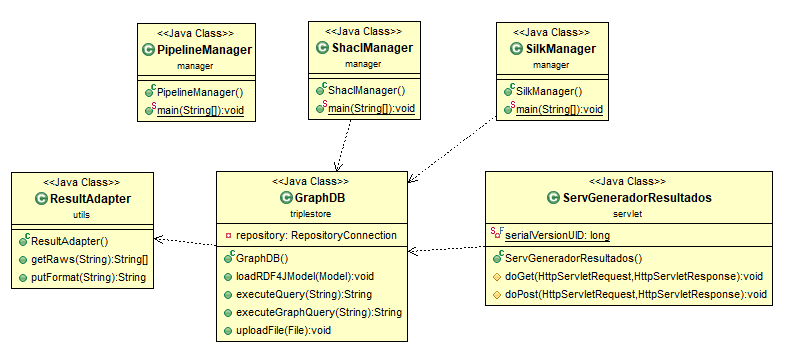 <<Java Class>>
PipelineManager
manager
PipelineManager()
main(String[]):void
<<Java Class>>
ShaclManager
manager
ShaclManager()
main(String[]):void
<<Java Class>>
SilkManager
manager
SilkManager()
main(String[]):void
<<Java Class>>
ResultAdapter
utils
ResultAdapter()
getRaws(String):String[]
putFormat(String):String
<<Java Class>>
GraphDB
triplestore
repository: RepositoryConnection
GraphDB()
loadRDF4JModel(Model):void
executeQuery(String):String
executeGraphQuery(String):String
uploadFile(File):void
<<Java Class>>
ServGeneradorResultados
servlet
serialVersionUID: long
ServGeneradorResultados()
doGet(HttpServletRequest,HttpServletResponse):void
doPost(HttpServletRequest,HttpServletResponse):void